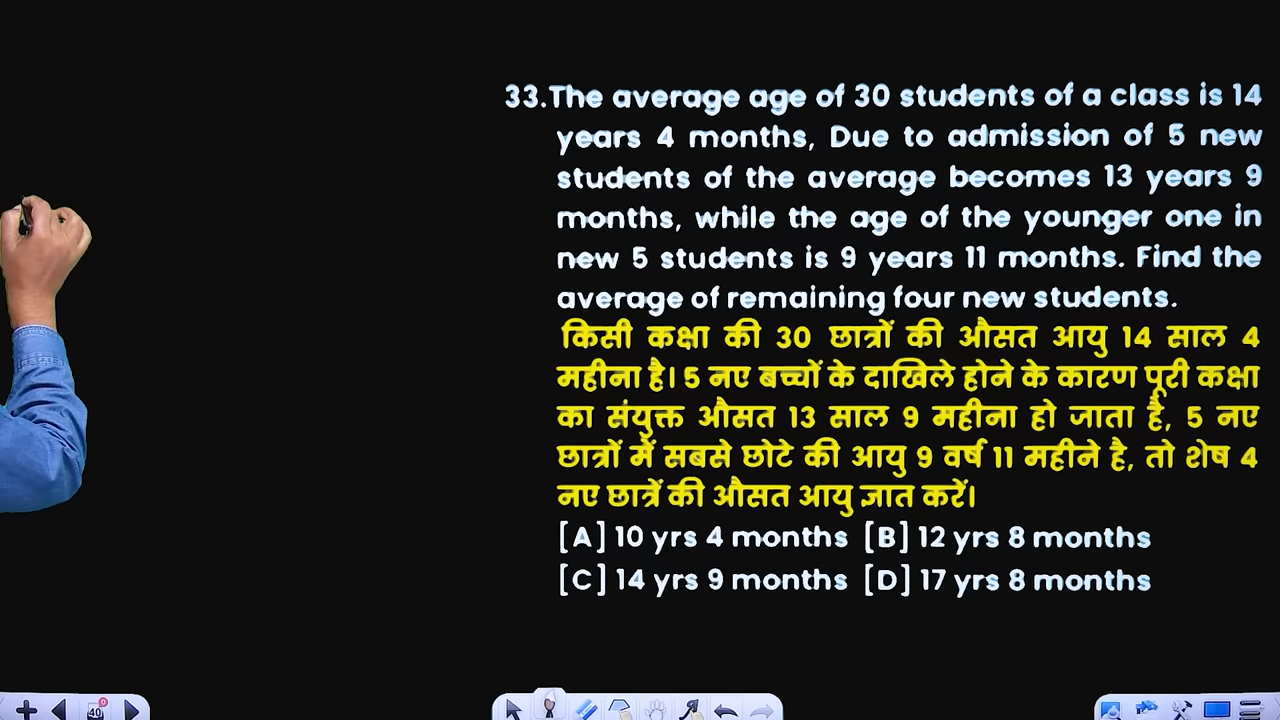 33.The average age of 30 students of a class is 14
years 4 months, Due to admission of 5 new
students of the average becomes 13 years 9
months, while the age of the younger one in
new 5 students is 9 years 11 months. Find the
average of remaining four new students.
किसी कक्षा की 30 छात्रों की औसत आयु 14 साल 4
महीना है। 5 नए बच्चों के दाखिले होने के कारण पूरी कक्षा
का संयुक्त औसत 13 साल 9 महीना हो जाता है, 5 नए
छात्रों में सबसे छोटे की आयु 9 वर्ष 11 महीने है, तो शेष 4
नए छात्रें की औसत आयु ज्ञात करें।
[A] 10 yrs 4 months [B] 12 yrs 8 months
[C] 14 yrs 9 months [D] 17 yrs 8 months
40